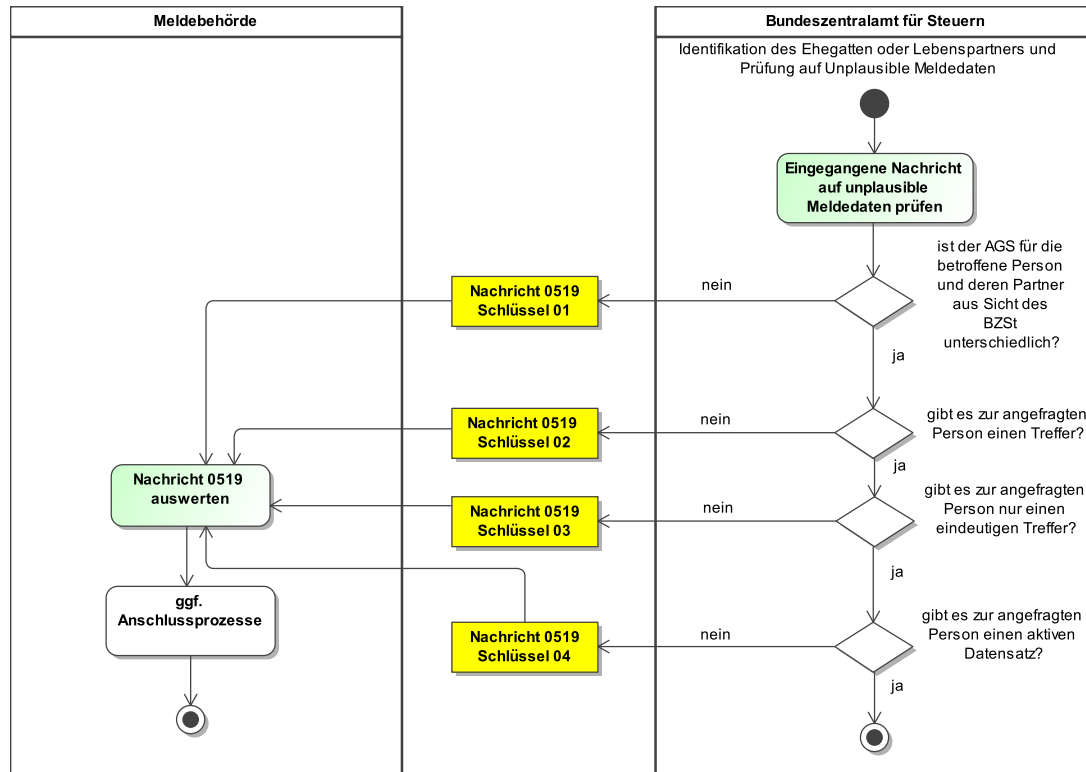 Meldebehörde
Bundeszentralamt für Steuern
Identifikation des Ehegatten oder Lebenspartners und
Prüfung auf Unplausible Meldedaten
Eingegangene Nachricht
auf unplausible
Meldedaten prüfen
ist der AGS für die
betroffene Person
und deren Partner
aus Sicht des
BZSt
unterschiedlich?
nein
Nachricht 0519
Schlüssel 01
ja
gibt es zur angefragten
Person einen Treffer?
nein
Nachricht 0519
Schlüssel 02
ja
Nachricht 0519
auswerten
gibt es zur angefragten
Person nur einen
eindeutigen Treffer?
nein
Nachricht 0519
Schlüssel 03
ja
ggf.
Anschlussprozesse
gibt es zur angefragten
Person einen aktiven
Datensatz?
nein
Nachricht 0519
Schlüssel 04
ja